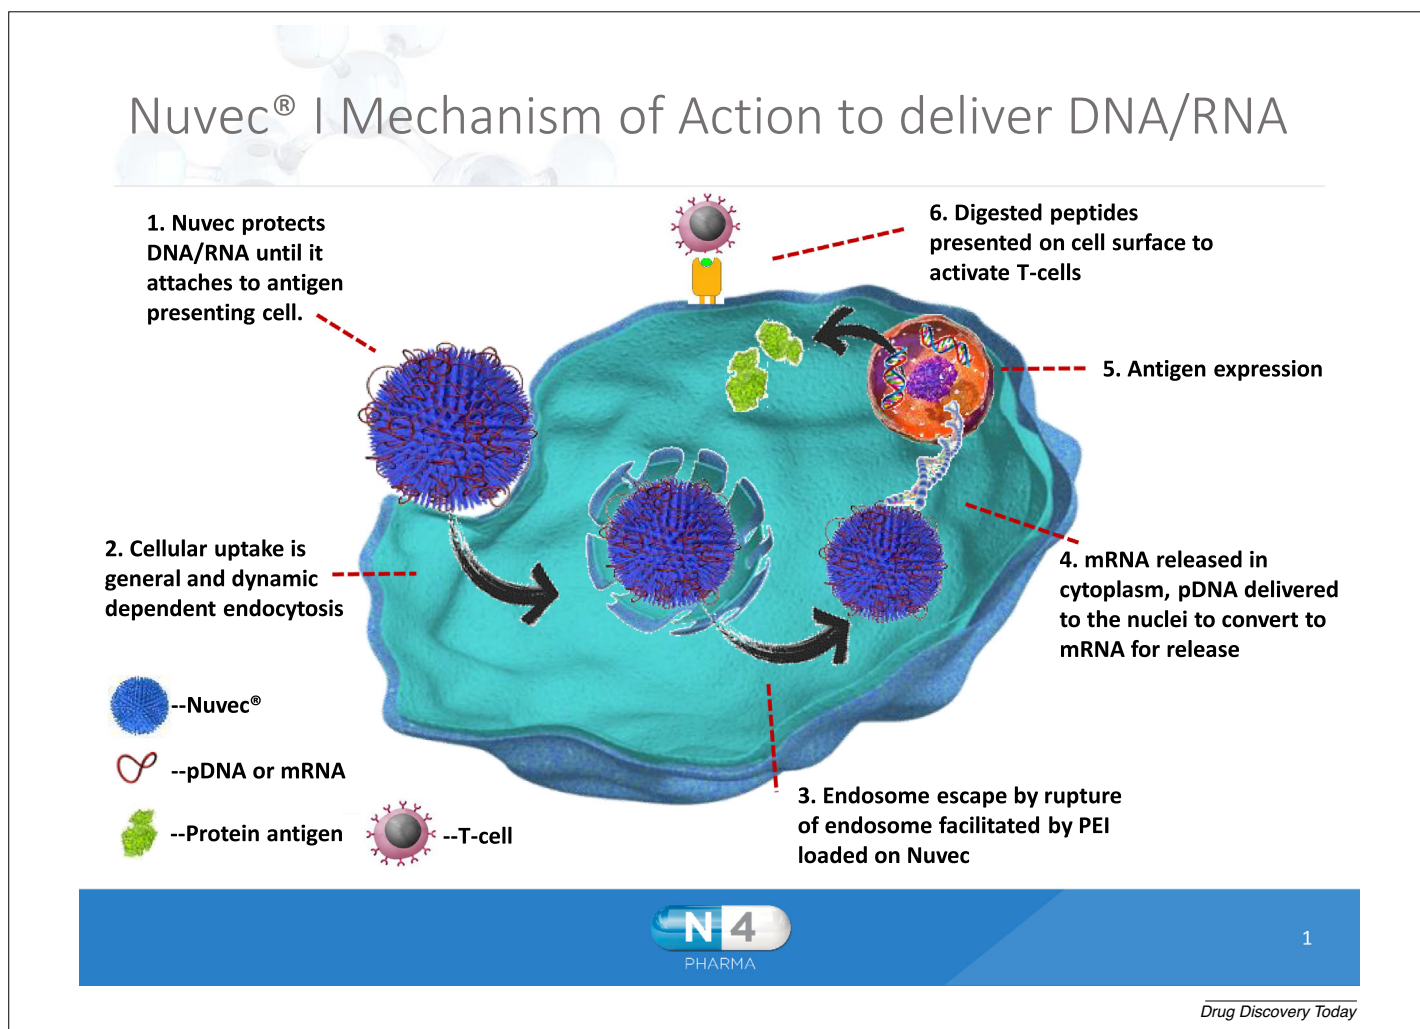 Nuvec® I Mechanism of Action to deliver DNA/RNA
1. Nuvec protects
DNA/RNA until it
attaches to antigen
presenting cell.
6. Digested peptides
presented on cell surface to
activate T-cells
5. Antigen expression
2. Cellular uptake is
general and dynamic
dependent endocytosis
4. mRNA released in
cytoplasm, pDNA delivered
to the nuclei to convert to
mRNA for release
--Nuvec®
--pDNA or mRNA
--Protein antigen
--T-cell
3. Endosome escape by rupture
of endosome facilitated by PEI
loaded on Nuvec
N4
PHARMA
1
Drug Discovery Today